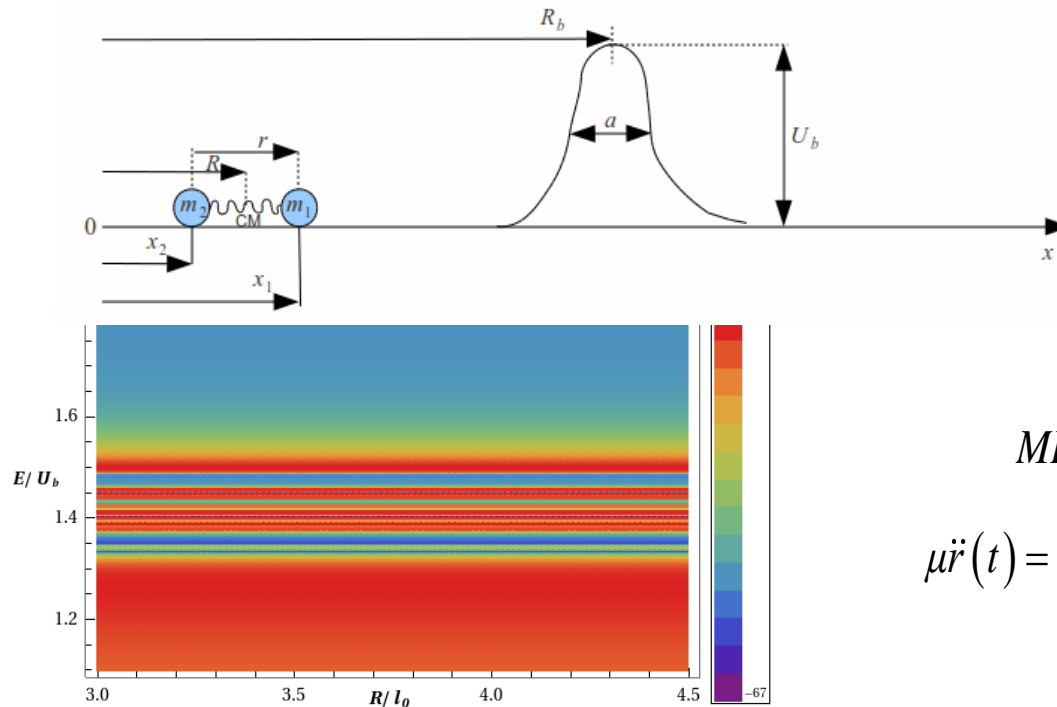 R_b
a
U_b
r
R
m_2
m_1
CM
0
x_2
x
x_1
1.6
E/ U_b
1.4
1.2
3.0
3.5
4.0
4.5
R/ l_0
−67
μr̈(t) =